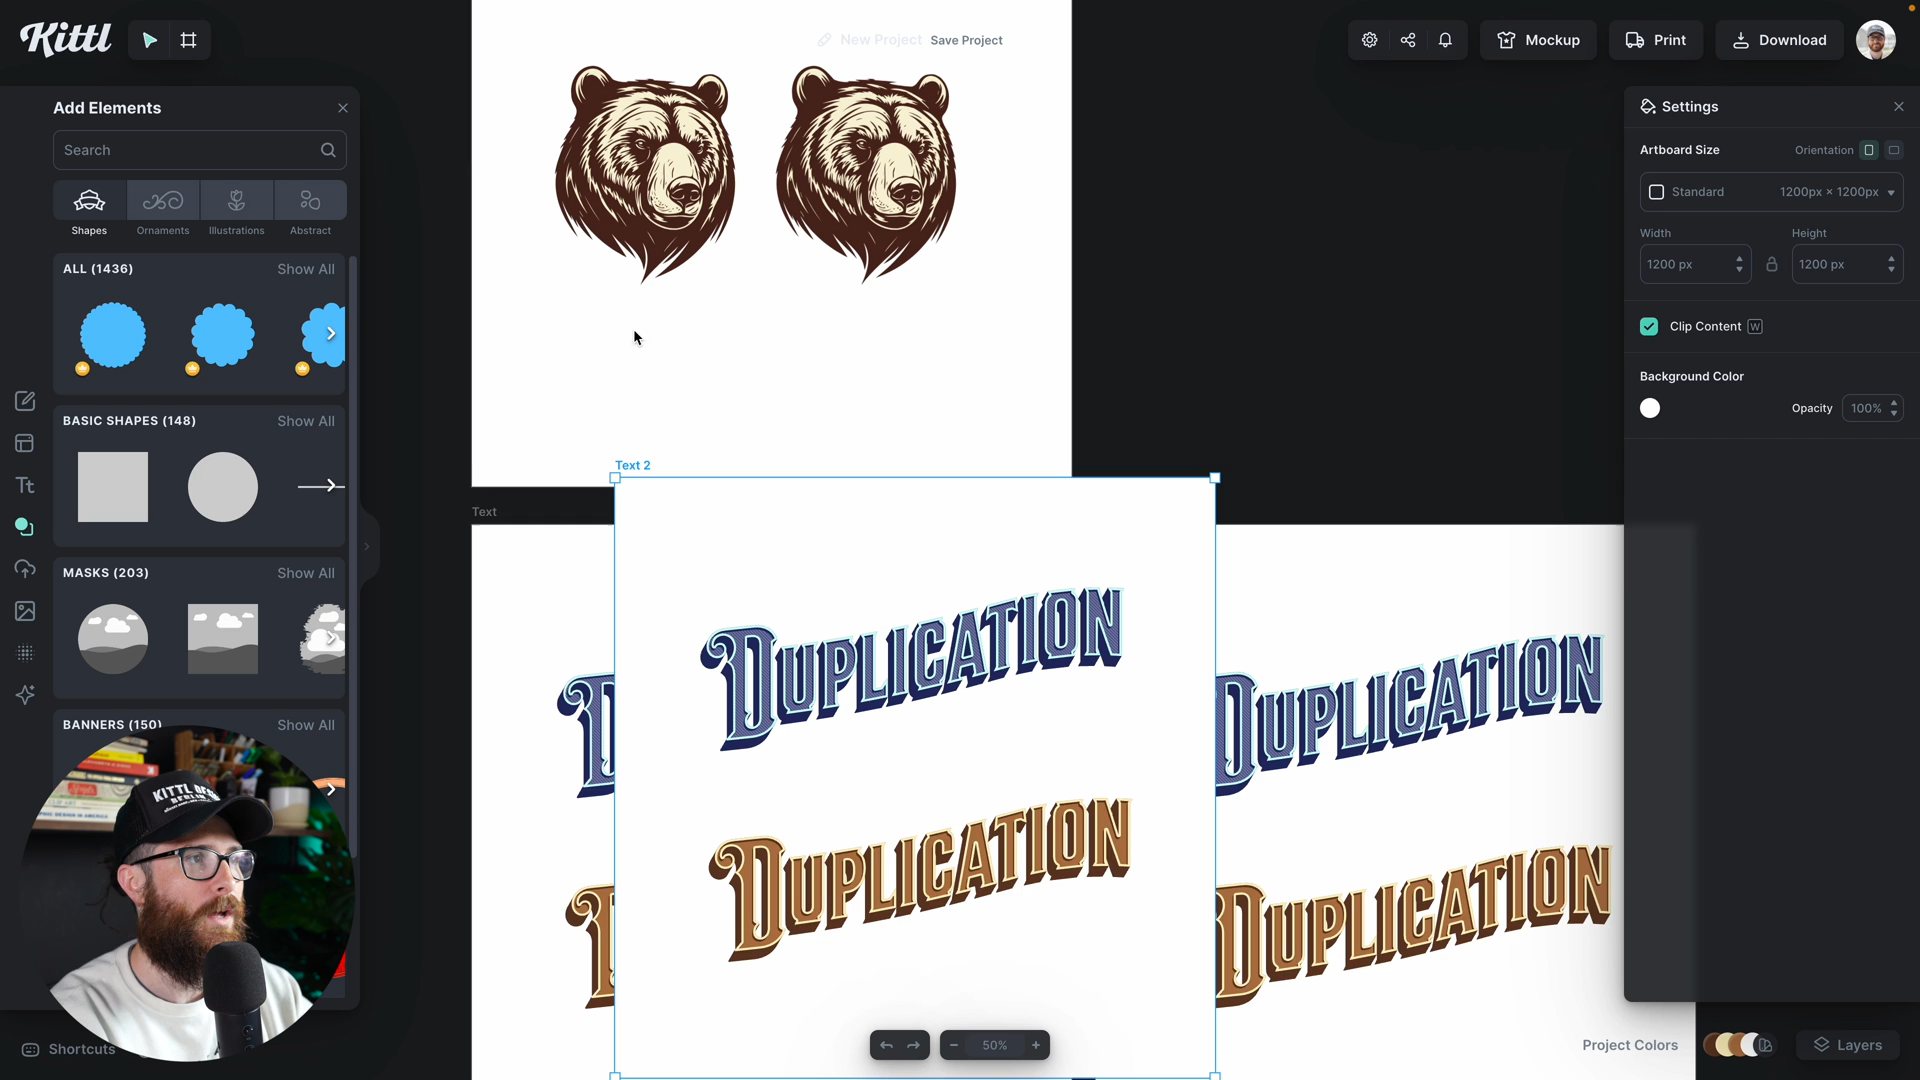 Kittl
New Project Save Project
Mockup
Print
Download
Add Elements
Search
Shapes
Ornaments
Illustrations
Abstract
ALL (1436)
Show All
BASIC SHAPES (148)
Show All
MASKS (203)
Show All
BANNERS (150)
Show All
Tt
Text 2
Text
DUPLICATION
DUPLICATION
DUPLICATION
DUPLICATION
D
D
Settings
Artboard Size
Orientation
Standard
1200px × 1200px
Width
Height
1200 px
1200 px
Clip Content W
Background Color
Opacity
100%
KITTL
BERLIN
Shortcuts
50%
Project Colors
Layers